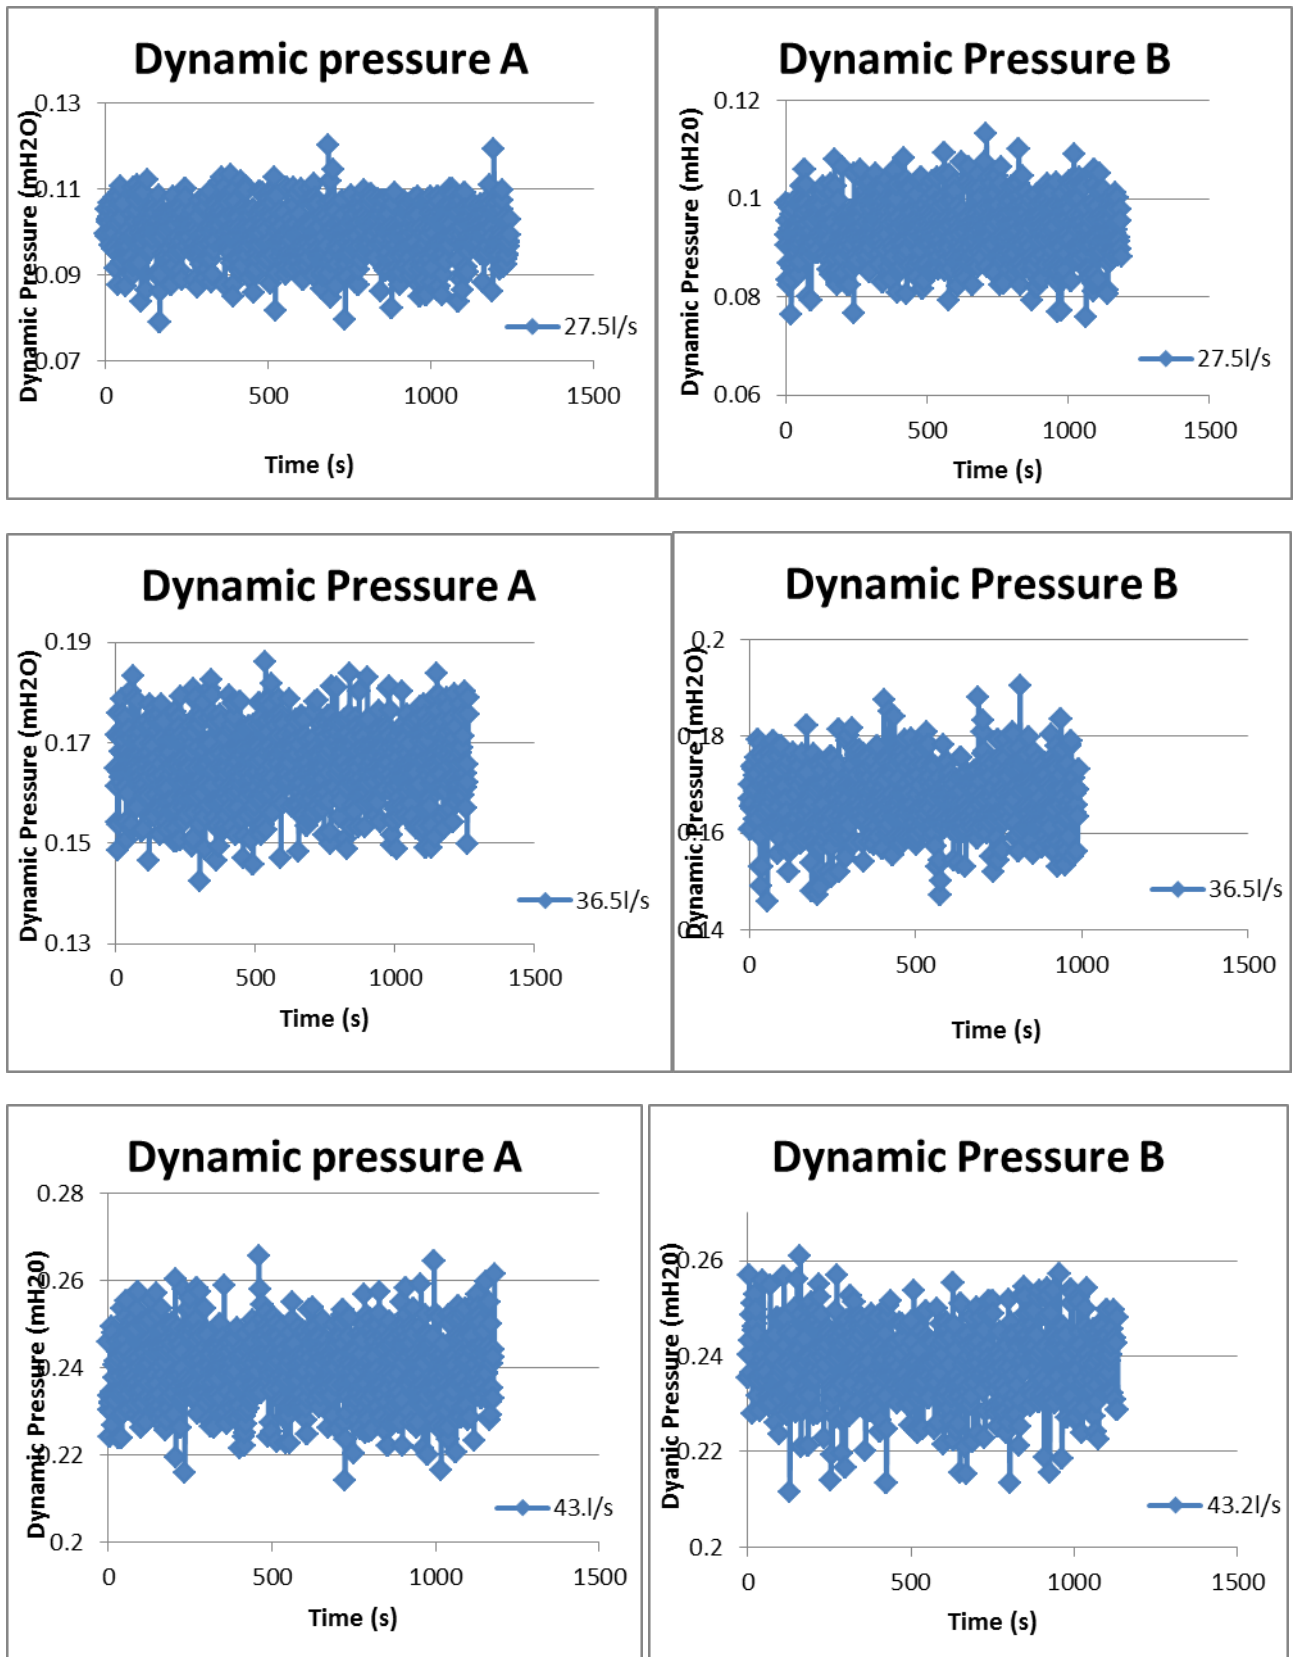 Dynamic pressure A
Dynamic Pressure (mH2O)
0.13
0.11
0.09
0.07
0 500 1000 1500
Time (s)
27.5l/s
Dynamic Pressure B
Dynamic Pressure (mH20)
0.12
0.1
0.08
0.06
0 500 1000 1500
Time (s)
27.5l/s
Dynamic Pressure A
Dynamic Pressure (mH2O)
0.19
0.17
0.15
0.13
0 500 1000 1500
Time (s)
36.5l/s
Dynamic Pressure B
Dynamic Pressure (mH2O)
0.2
0.18
0.16
0.14
0 500 1000 1500
Time (s)
36.5l/s
Dynamic pressure A
Dynamic Pressure (mH20)
0.28
0.26
0.24
0.22
0.2
0 500 1000 1500
Time (s)
43.l/s
Dynamic Pressure B
Dyanic Pressure (mH20)
0.26
0.24
0.22
0.2
0 500 1000 1500
Time (s)
43.2l/s